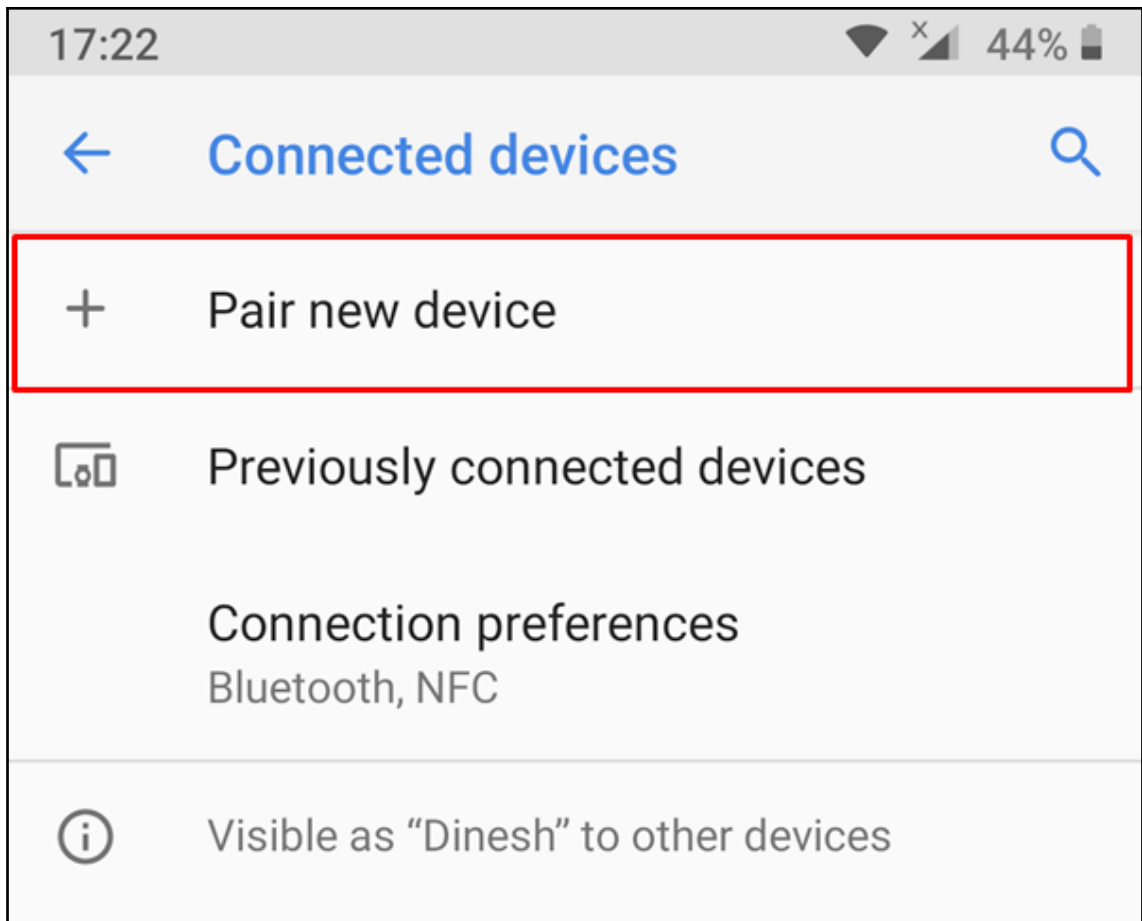 17:22 x 44%
Connected devices
Pair new device
Previously connected devices
Connection preferences
Bluetooth, NFC
Visible as “Dinesh” to other devices